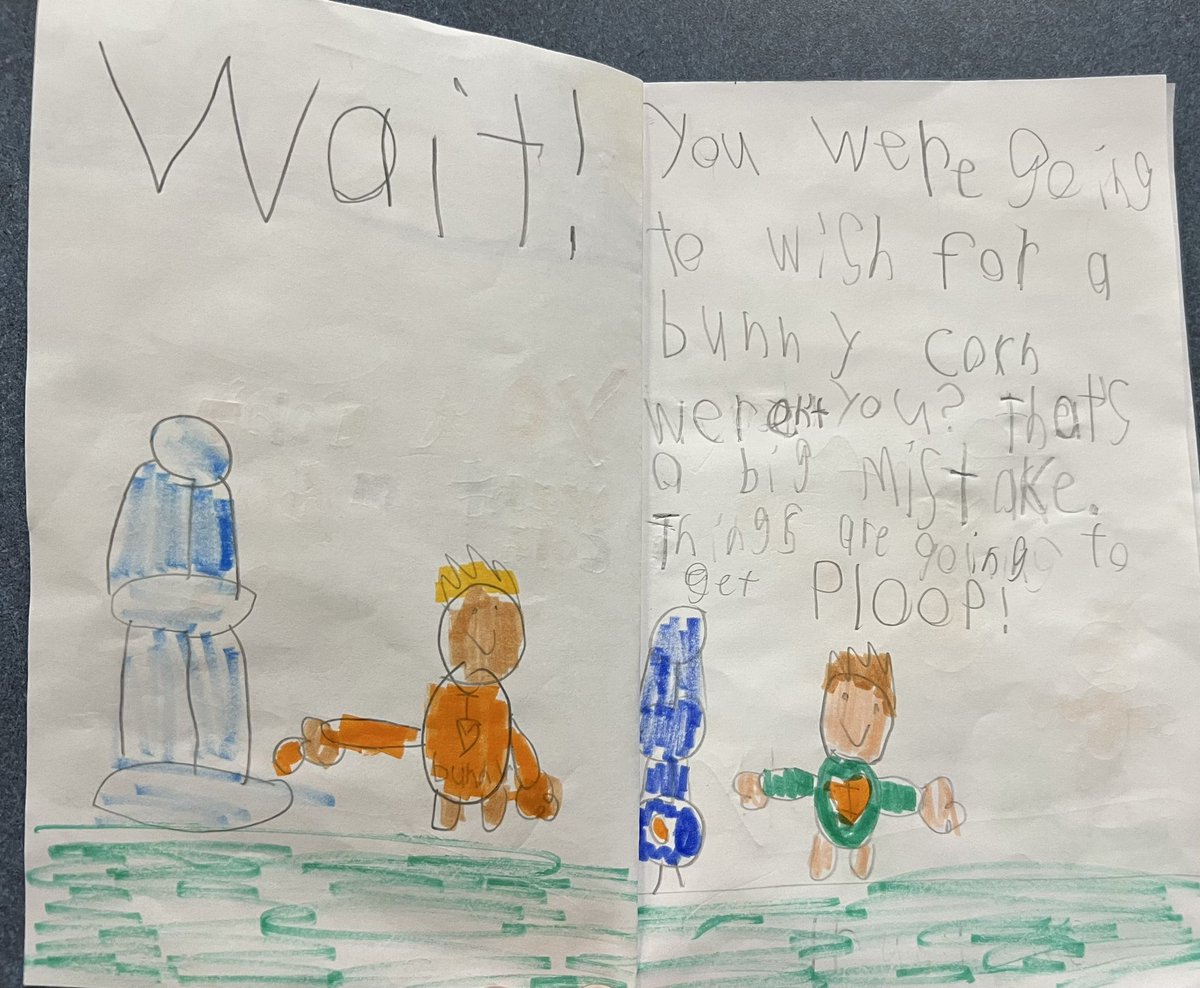 Wait!
You were going
to wish for a
bunny corn
weren't you? That's
a big mistake.
Things are going to
get PLOOP!
bunny